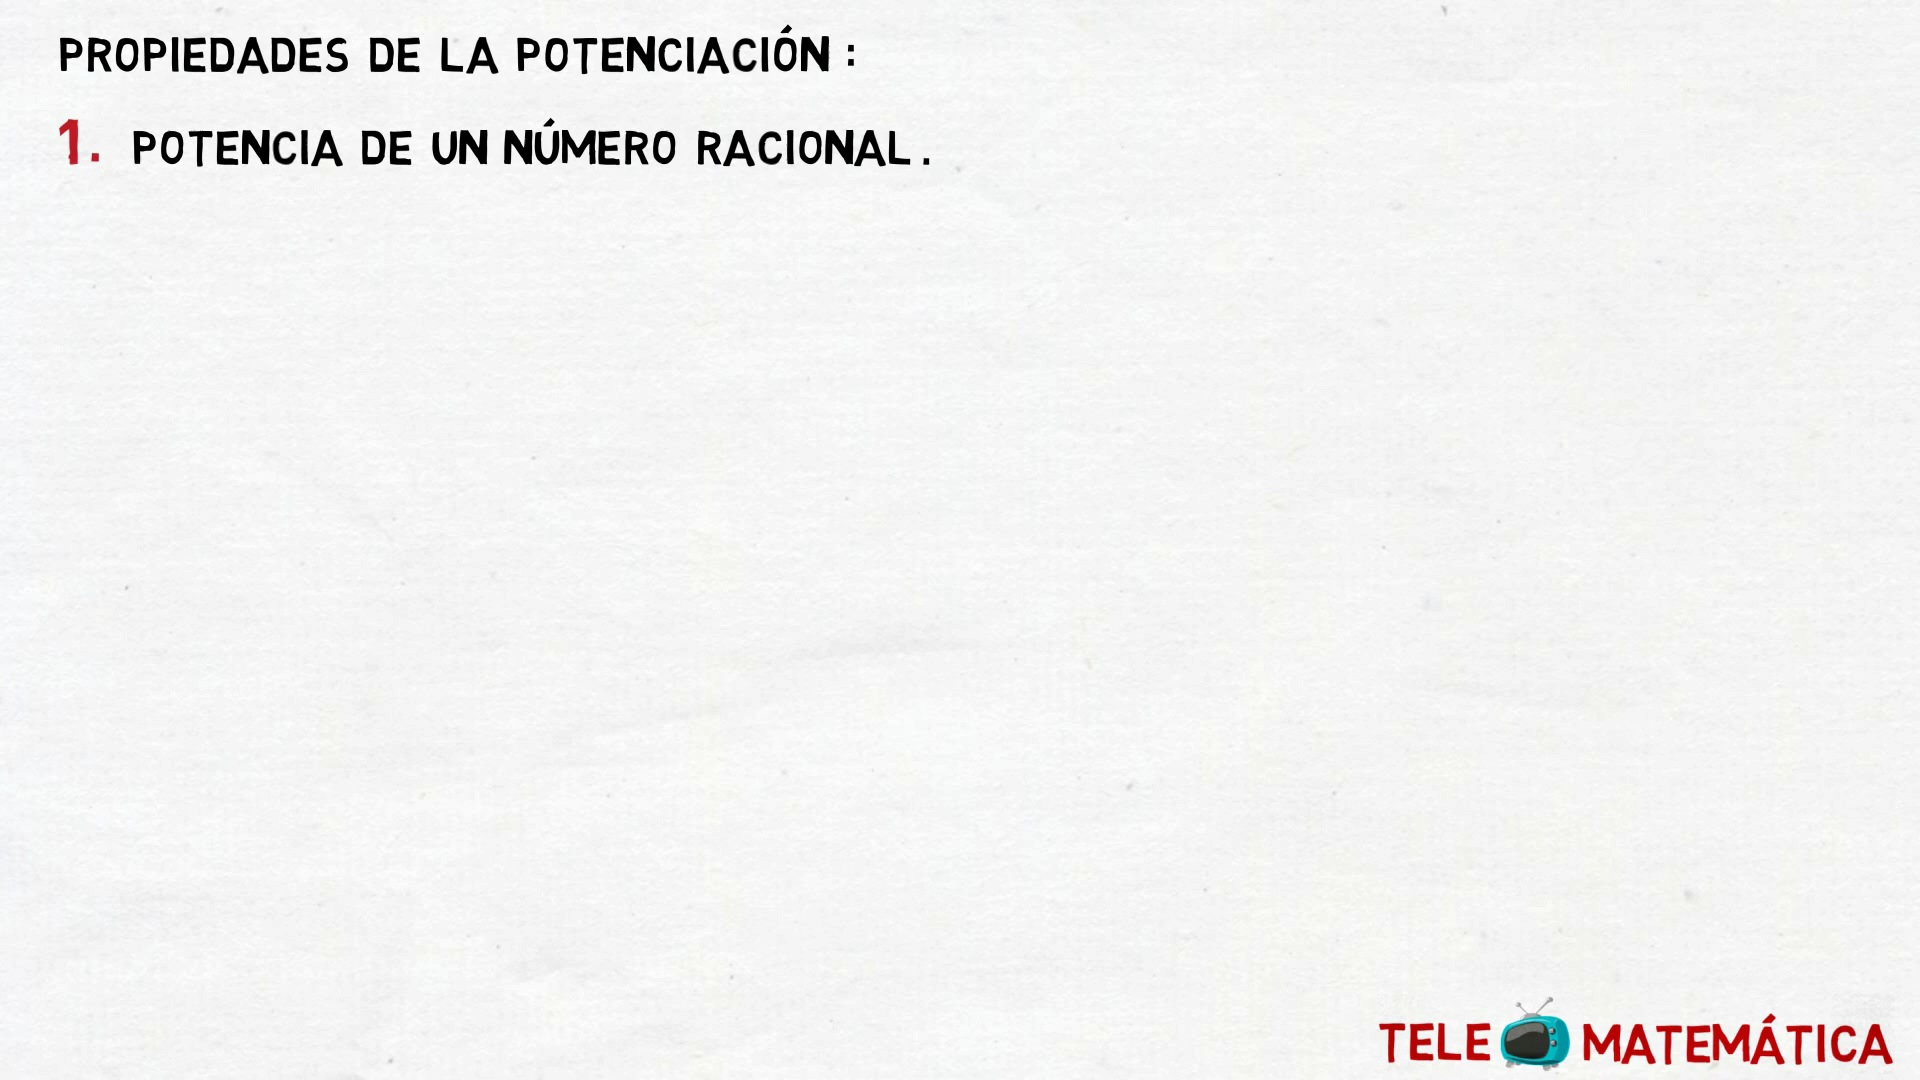 PROPIEDADES DE LA POTENCIACIÓN :
1. POTENCIA DE UN NÚMERO RACIONAL .
TELE MATEMÁTICA